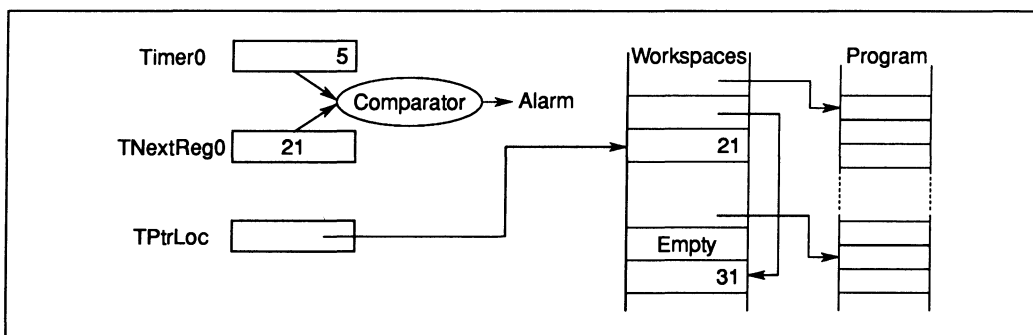 Timer0
5
Comparator
Alarm
TNextReg0
21
TPtrLoc
Workspaces
21
Empty
31
Program